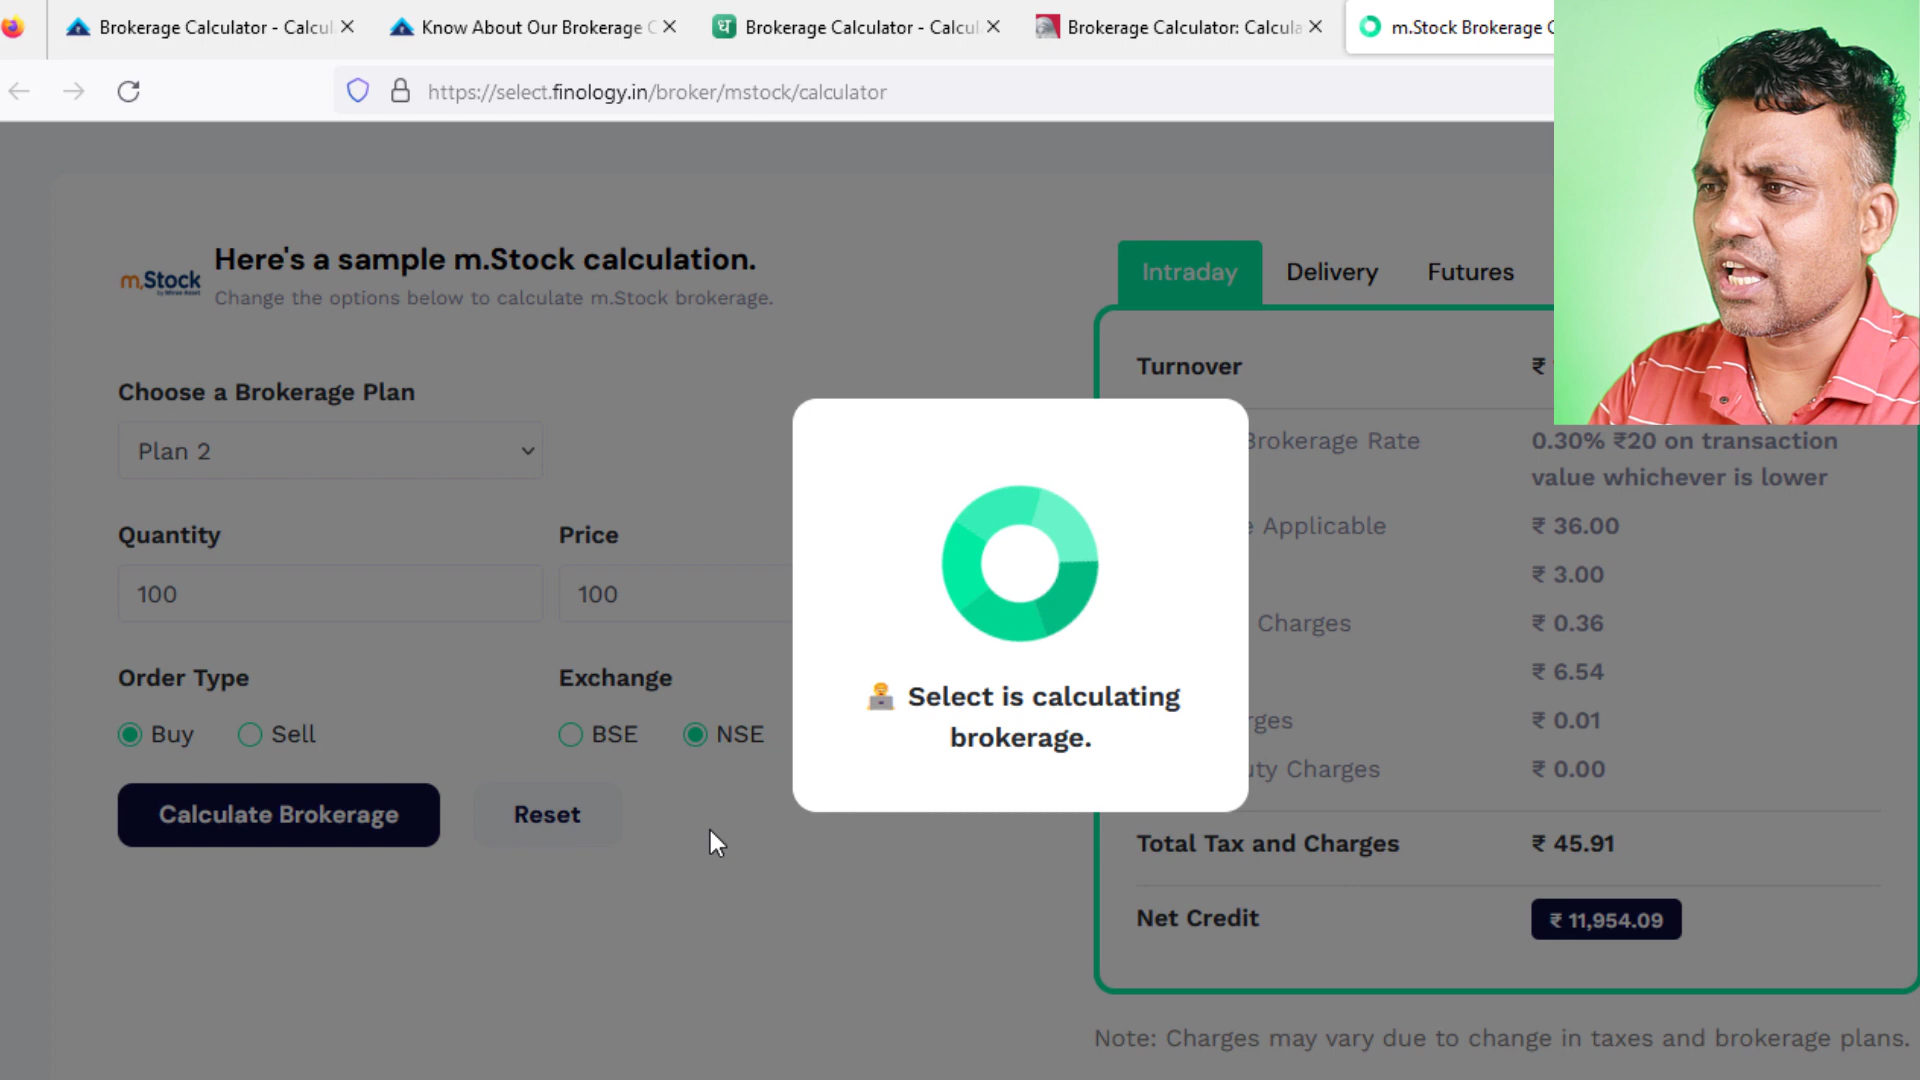 Brokerage Calculator - Calcul
Know About Our Brokerage C
Brokerage Calculator - Calcul
Brokerage Calculator: Calcula
m.Stock Brokerage C
https://select.finology.in/broker/mstock/calculator
m.Stock
Here's a sample m.Stock calculation.
Change the options below to calculate m.Stock brokerage.
Intraday
Delivery
Futures
Choose a Brokerage Plan
Plan 2
Quantity
Price
100
100
Order Type
Exchange
Buy
Sell
BSE
NSE
Calculate Brokerage
Reset
Select is calculating
brokerage.
Turnover ₹
Brokerage Rate 0.30% ₹20 on transaction
value whichever is lower
Applicable ₹ 36.00
₹ 3.00
Charges ₹ 0.36
₹ 6.54
₹ 0.01
Charges ₹ 0.00
Total Tax and Charges ₹ 45.91
Net Credit ₹ 11,954.09
Note: Charges may vary due to change in taxes and brokerage plans.